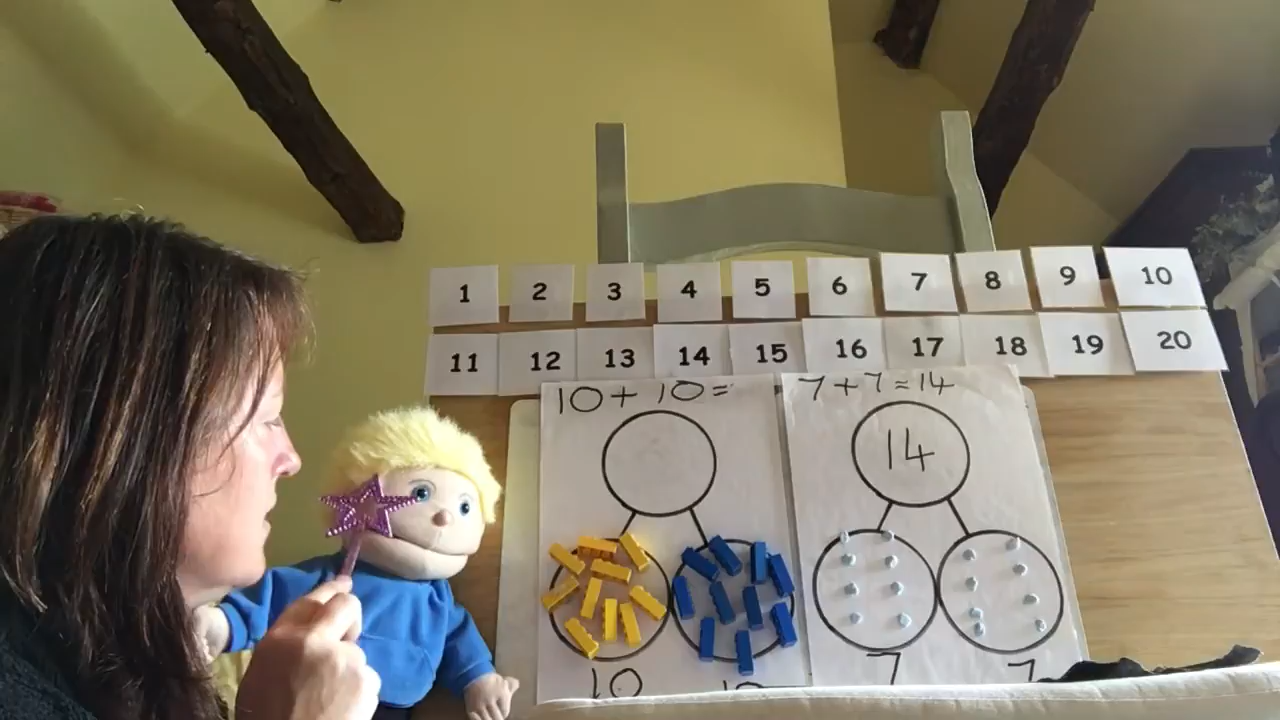 1 2 3 4 5 6 7 8 9 10
11 12 13 14 15 16 17 18 19 20
10 + 10 =
7 + 7 = 14
14
10
7 7